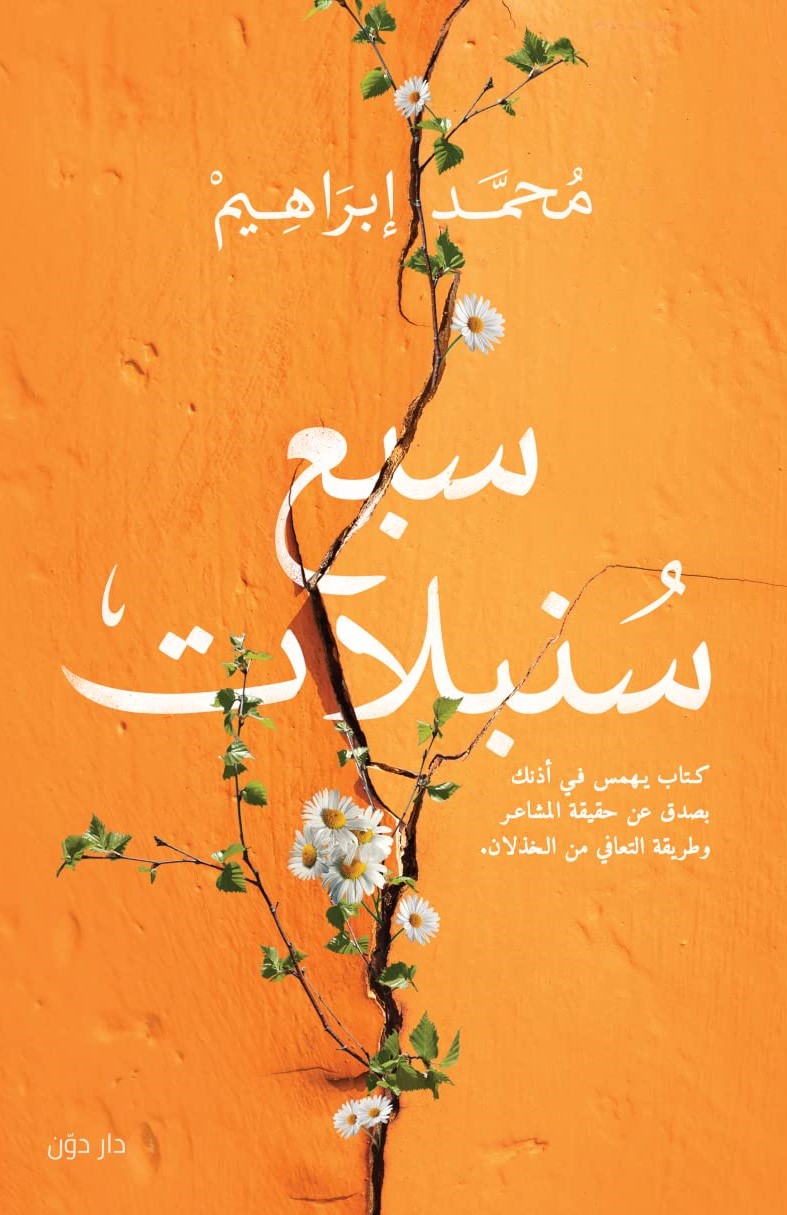 مُحمَّد إبرَاهِيمْ
سبع
سُنبلات
كتاب يهمس في أذنك
بصدق عن حقيقة المشاعر
وطريقة التعافي من الخذلان.
دار دوّن